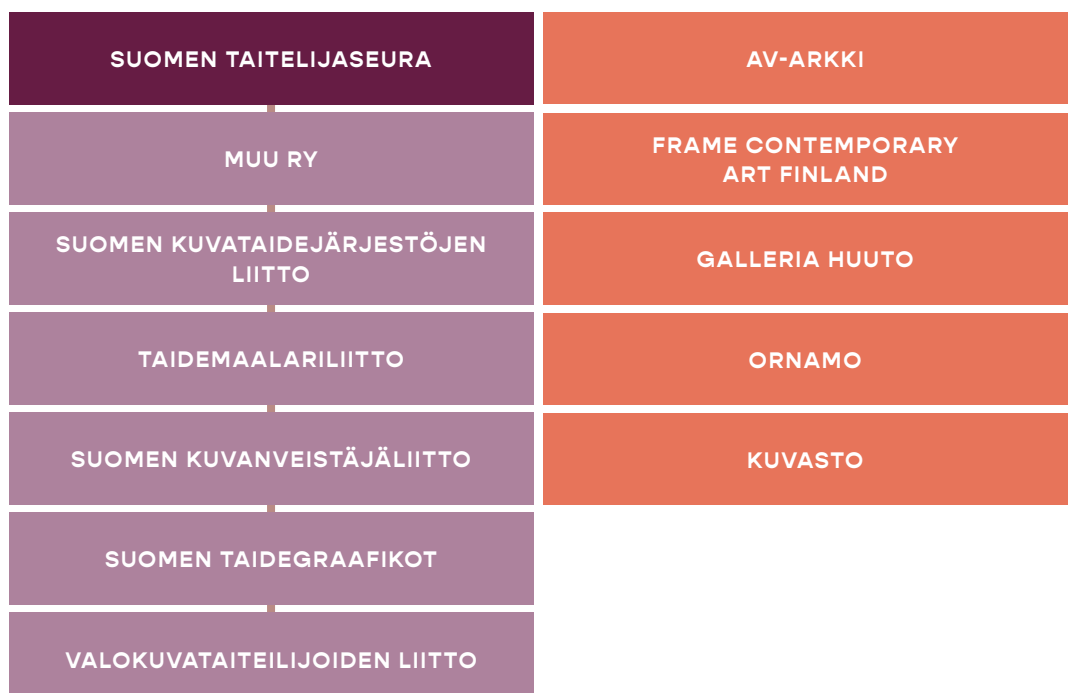 SUOMEN TAITELIJASEURA
MUU RY
SUOMEN KUVATAIDEJÄRJESTÖJEN
LIITTO
TAIDEMAALARILIITTO
SUOMEN KUVANVEISTÄJÄLIITTO
SUOMEN TAIDEGRAAFIKOT
VALOKUVATAITEILIJOIDEN LIITTO
AV-ARKKI
FRAME CONTEMPORARY
ART FINLAND
GALLERIA HUUTO
ORNAMO
KUVASTO